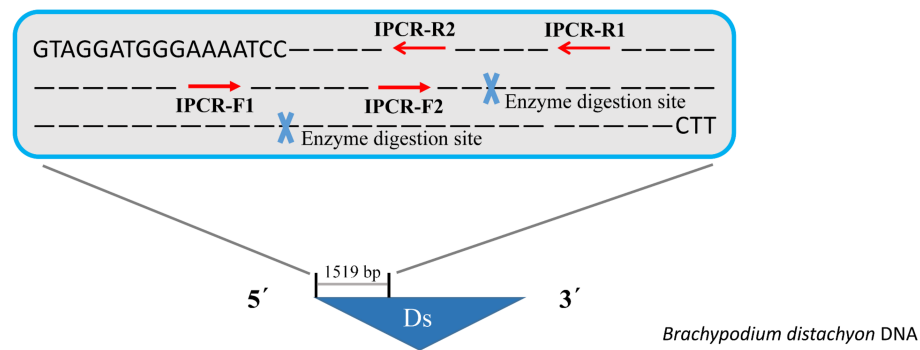 IPCR-R2 IPCR-R1
GTAGGATGGGAAAATCC
IPCR-F1 IPCR-F2 Enzyme digestion site
Enzyme digestion site CTT
1519 bp
5´ 3´
Ds
Brachypodium distachyon DNA